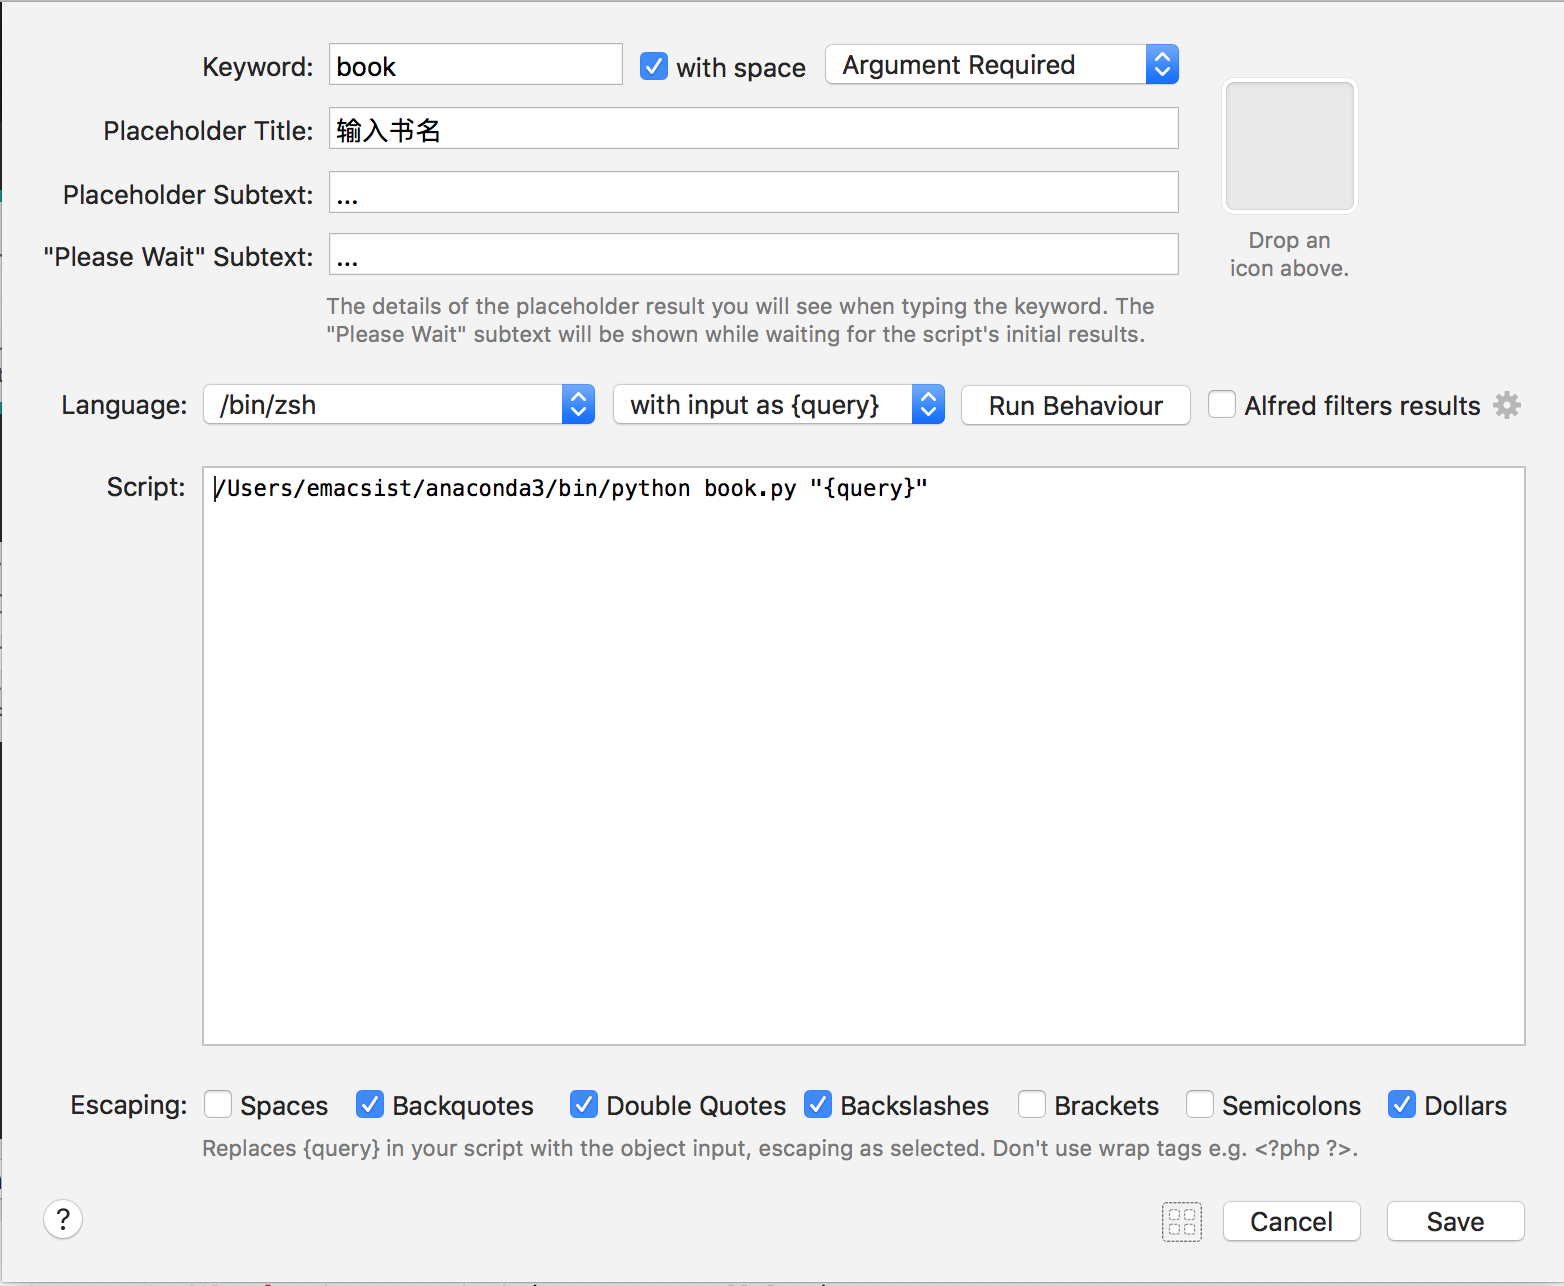 Keyword: book with space Argument Required
Placeholder Title: 输入书名
Placeholder Subtext: ...
"Please Wait" Subtext: ...
Drop an
icon above.
The details of the placeholder result you will see when typing the keyword. The
"Please Wait" subtext will be shown while waiting for the script's initial results.
Language: /bin/zsh with input as {query} Run Behaviour Alfred filters results
Script: /Users/emacsist/anaconda3/bin/python book.py "{query}"
Escaping: Spaces Backquotes Double Quotes Backslashes Brackets Semicolons Dollars
Replaces {query} in your script with the object input, escaping as selected. Don't use wrap tags e.g. <?php ?>.
? Cancel Save